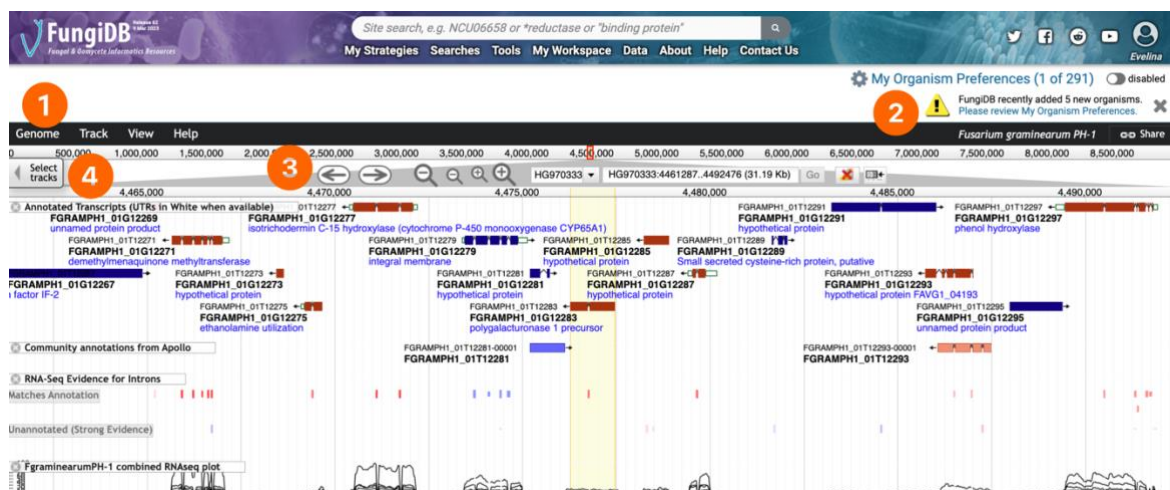 FungiDB
Release 62
9 Mar 2023
Fungal & Oomycete Informatics Resources
Site search, e.g. NCU06658 or *reductase or "binding protein"
My Strategies Searches Tools My Workspace Data About Help Contact Us
Evelina
My Organism Preferences (1 of 291) disabled
1
2
FungiDB recently added 5 new organisms.
Please review My Organism Preferences.
Genome Track View Help
Fusarium graminearum PH-1
Share
0 500,000 1,000,000 1,500,000 2,000 2,500,000 3,000,000 3,500,000 4,000,000 4,500,000 5,000,000 5,500,000 6,000,000 6,500,000 7,000,000 7,500,000 8,000,000 8,500,000
Select tracks
4
3
HG970333
HG970333:4461287..4492476 (31.19 Kb)
Go
4,465,000 4,470,000 4,475,000 4,480,000 4,485,000 4,490,000
Annotated Transcripts (UTRs in White when available)
01T12277
FGRAMPH1_01T12291
FGRAMPH1_01T12297
FGRAMPH1_01G12269
FGRAMPH1_01G12277
FGRAMPH1_01G12291
FGRAMPH1_01G12297
unnamed protein product
isotrichodermin C-15 hydroxylase (cytochrome P-450 monooxygenase CYP65A1)
hypothetical protein
phenol hydroxylase
FGRAMPH1_01T12271
FGRAMPH1_01T12279
FGRAMPH1_01T12285
FGRAMPH1_01T12289
FGRAMPH1_01G12271
FGRAMPH1_01G12279
FGRAMPH1_01G12285
FGRAMPH1_01G12289
demethylmenaquinone methyltransferase
integral membrane
hypothetical protein
Small secreted cysteine-rich protein, putative
FGRAMPH1_01T12273
FGRAMPH1_01T12281
FGRAMPH1_01T12287
FGRAMPH1_01T12293
01G12267
FGRAMPH1_01G12273
FGRAMPH1_01G12281
FGRAMPH1_01G12287
FGRAMPH1_01G12293
factor IF-2
hypothetical protein
hypothetical protein
hypothetical protein
hypothetical protein FAVG1_04193
FGRAMPH1_01T12275
FGRAMPH1_01T12283
FGRAMPH1_01T12295
FGRAMPH1_01G12275
FGRAMPH1_01G12283
FGRAMPH1_01G12295
ethanolamine utilization
polygalacturonase 1 precursor
unnamed protein product
Community annotations from Apollo
FGRAMPH1_01T12281-00001
FGRAMPH1_01T12293-00001
FGRAMPH1_01T12281
FGRAMPH1_01T12293
RNA-Seq Evidence for Introns
Matches Annotation
Unannotated (Strong Evidence)
FgraminearumPH-1 combined RNAseq plot